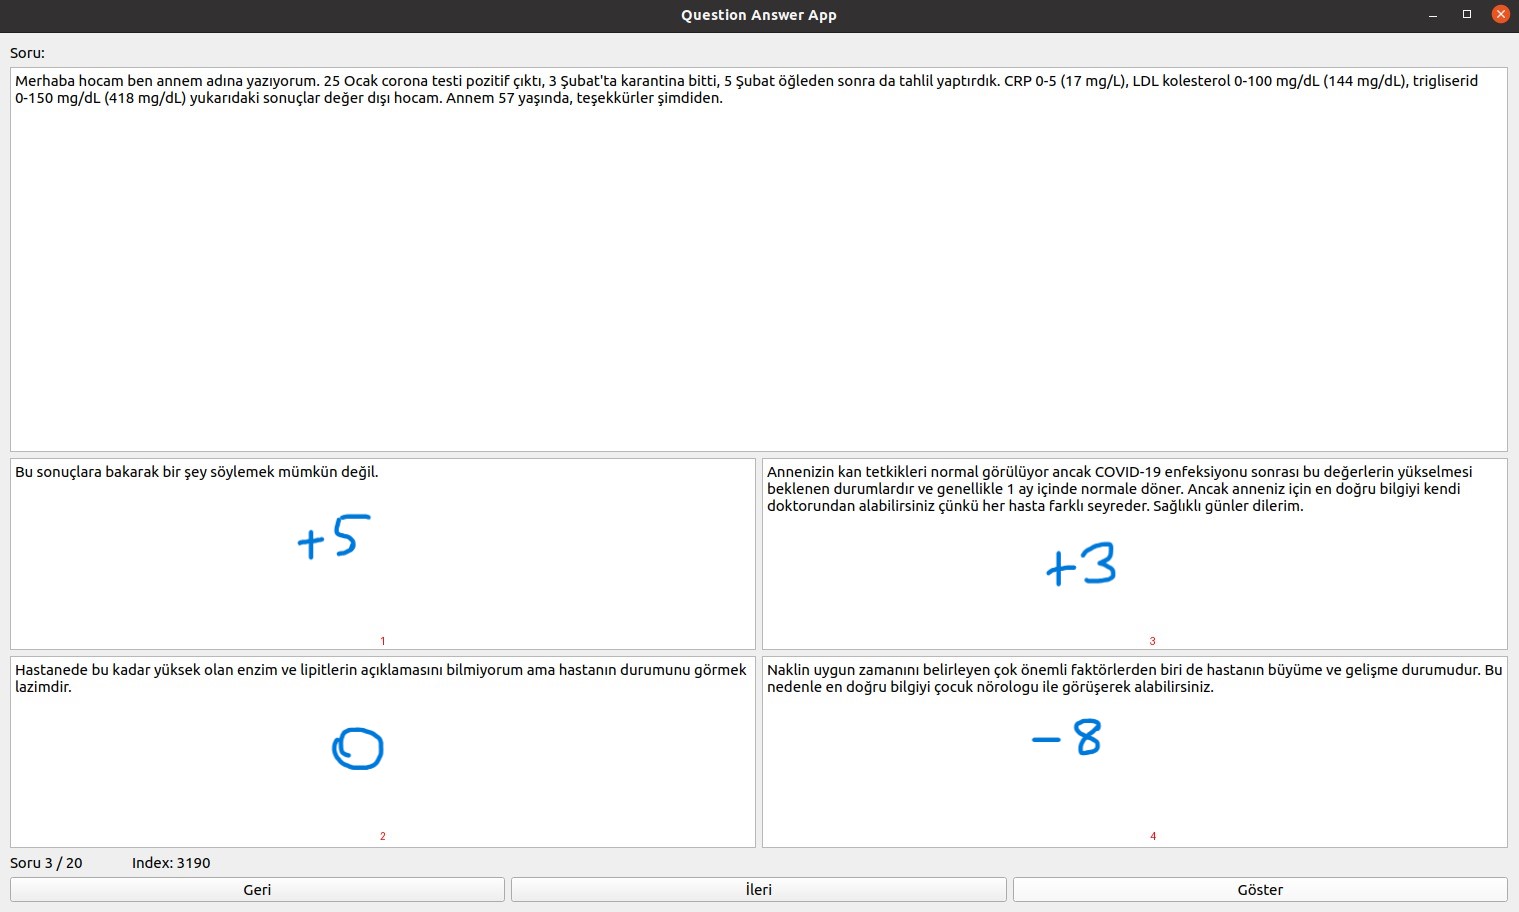 Question Answer App
Soru:
Merhaba hocam ben annem adına yazıyorum. 25 Ocak corona testi pozitif çıktı, 3 Şubat'ta karantina bitti, 5 Şubat öğleden sonra da tahlil yaptırdık. CRP 0-5 (17 mg/L), LDL kolesterol 0-100 mg/dL (144 mg/dL), trigliserid
0-150 mg/dL (418 mg/dL) yukarıdaki sonuçlar değer dışı hocam. Annem 57 yaşında, teşekkürler şimdiden.
Bu sonuçlara bakarak bir şey söylemek mümkün değil.
+5
1
Annenizin kan tetkikleri normal görülüyor ancak COVID-19 enfeksiyonu sonrası bu değerlerin yükselmesi
beklenen durumlardır ve genellikle 1 ay içinde normale döner. Ancak anneniz için en doğru bilgiyi kendi
doktorundan alabilirsiniz çünkü her hasta farklı seyreder. Sağlıklı günler dilerim.
+3
3
Hastanede bu kadar yüksek olan enzim ve lipitlerin açıklamasını bilmiyorum ama hastanın durumunu görmek
lazimdir.
0
2
Naklin uygun zamanını belirleyen çok önemli faktörlerden biri de hastanın büyüme ve gelişme durumudur. Bu
nedenle en doğru bilgiyi çocuk nörologu ile görüşerek alabilirsiniz.
-8
4
Soru 3 / 20
Index: 3190
Geri
İleri
Göster